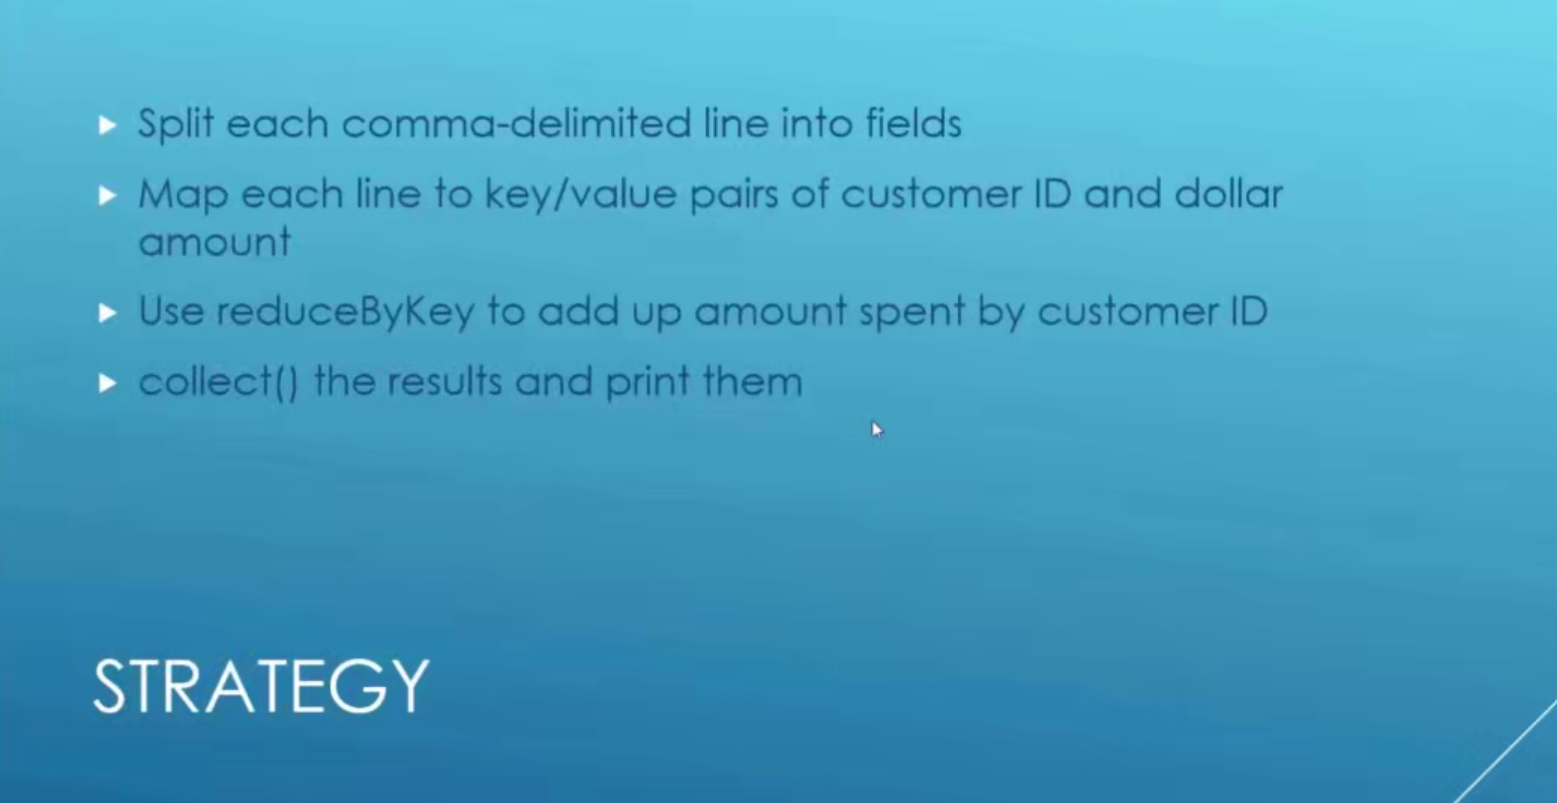 Split each comma-delimited line into fields
Map each line to key/value pairs of customer ID and dollar
amount
Use reduceByKey to add up amount spent by customer ID
collect() the results and print them
STRATEGY